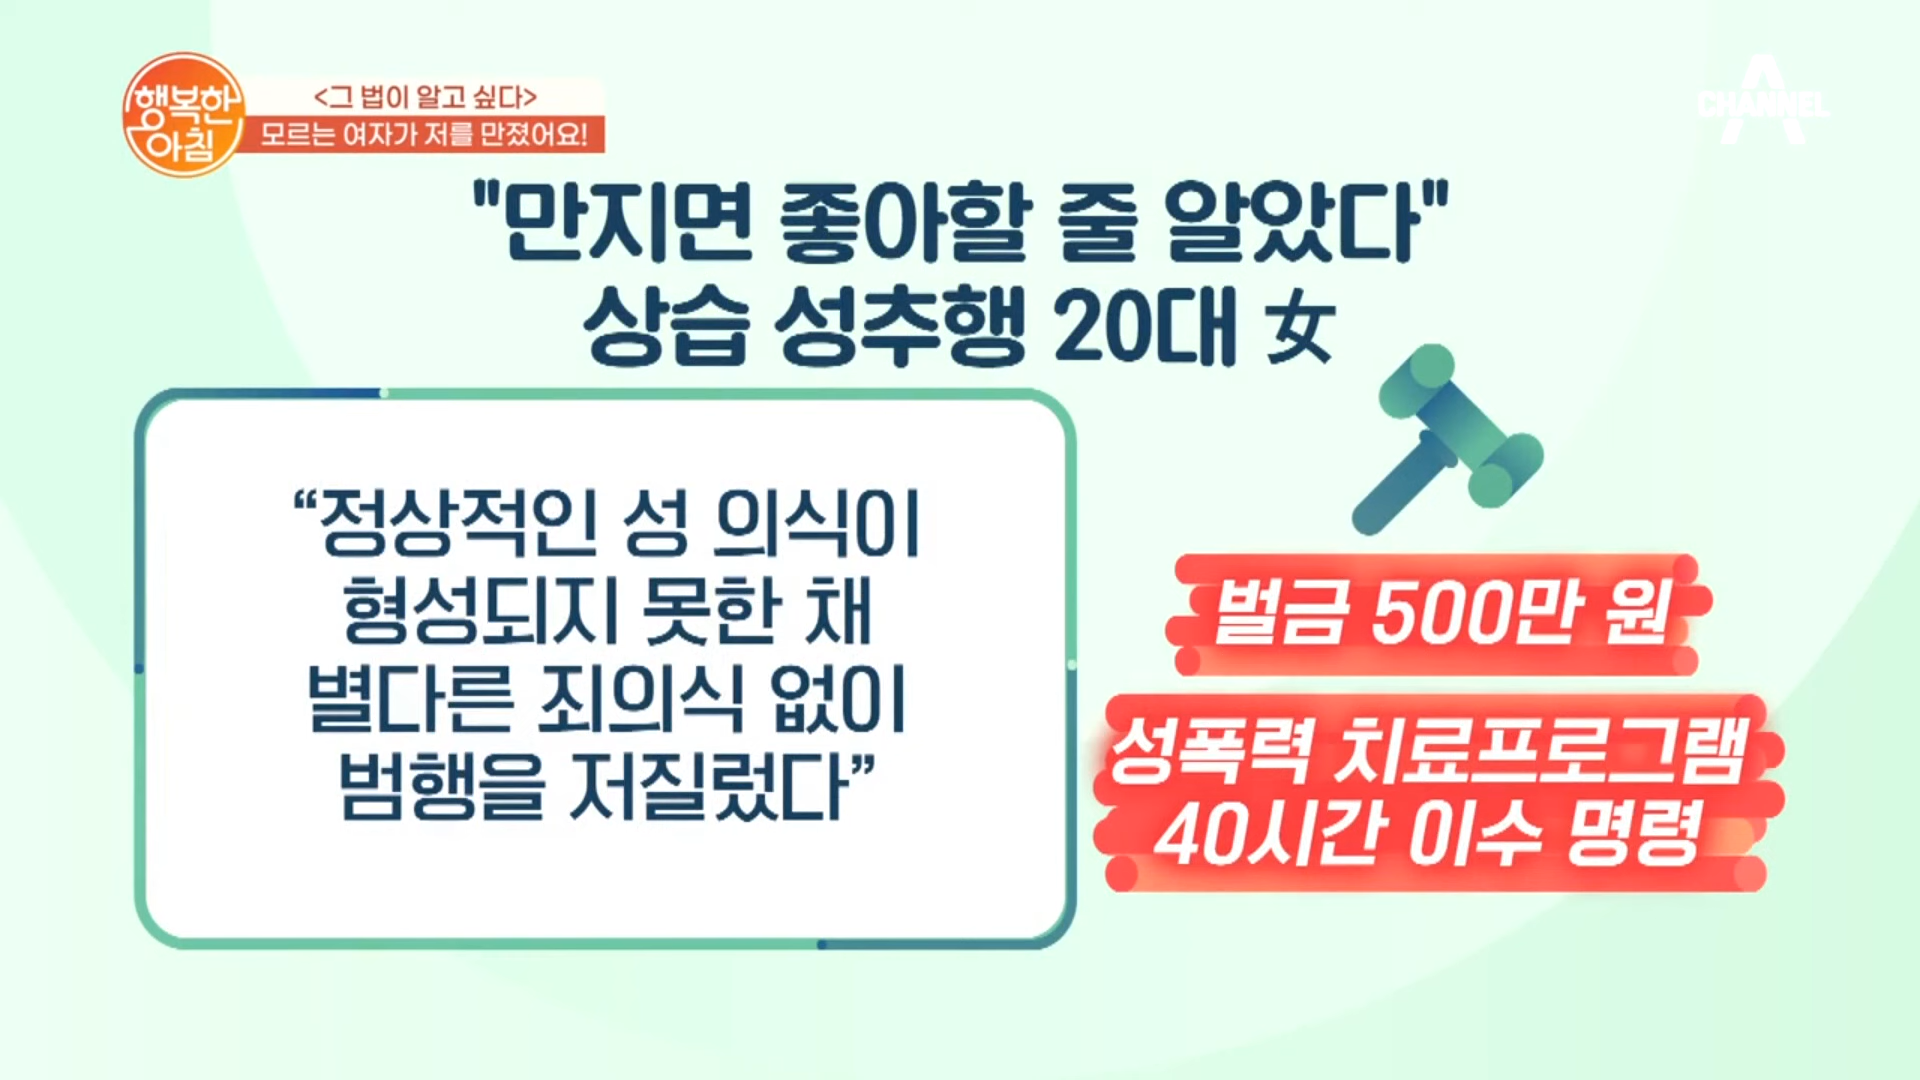 행복한
아침
<그 법이 알고 싶다>
모르는 여자가 저를 만졌어요!
CHANNEL A
"만지면 좋아할 줄 알았다"
상습 성추행 20대 女
“정상적인 성 의식이
형성되지 못한 채
별다른 죄의식 없이
범행을 저질렀다”
벌금 500만 원
성폭력 치료프로그램
40시간 이수 명령